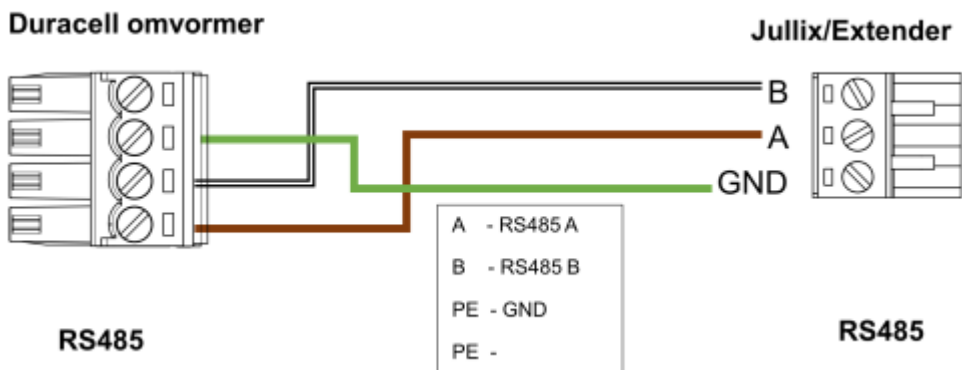 Duracell omvormer
Jullix/Extender
B
A
GND
A - RS485 A
B - RS485 B
PE - GND
PE -
RS485
RS485